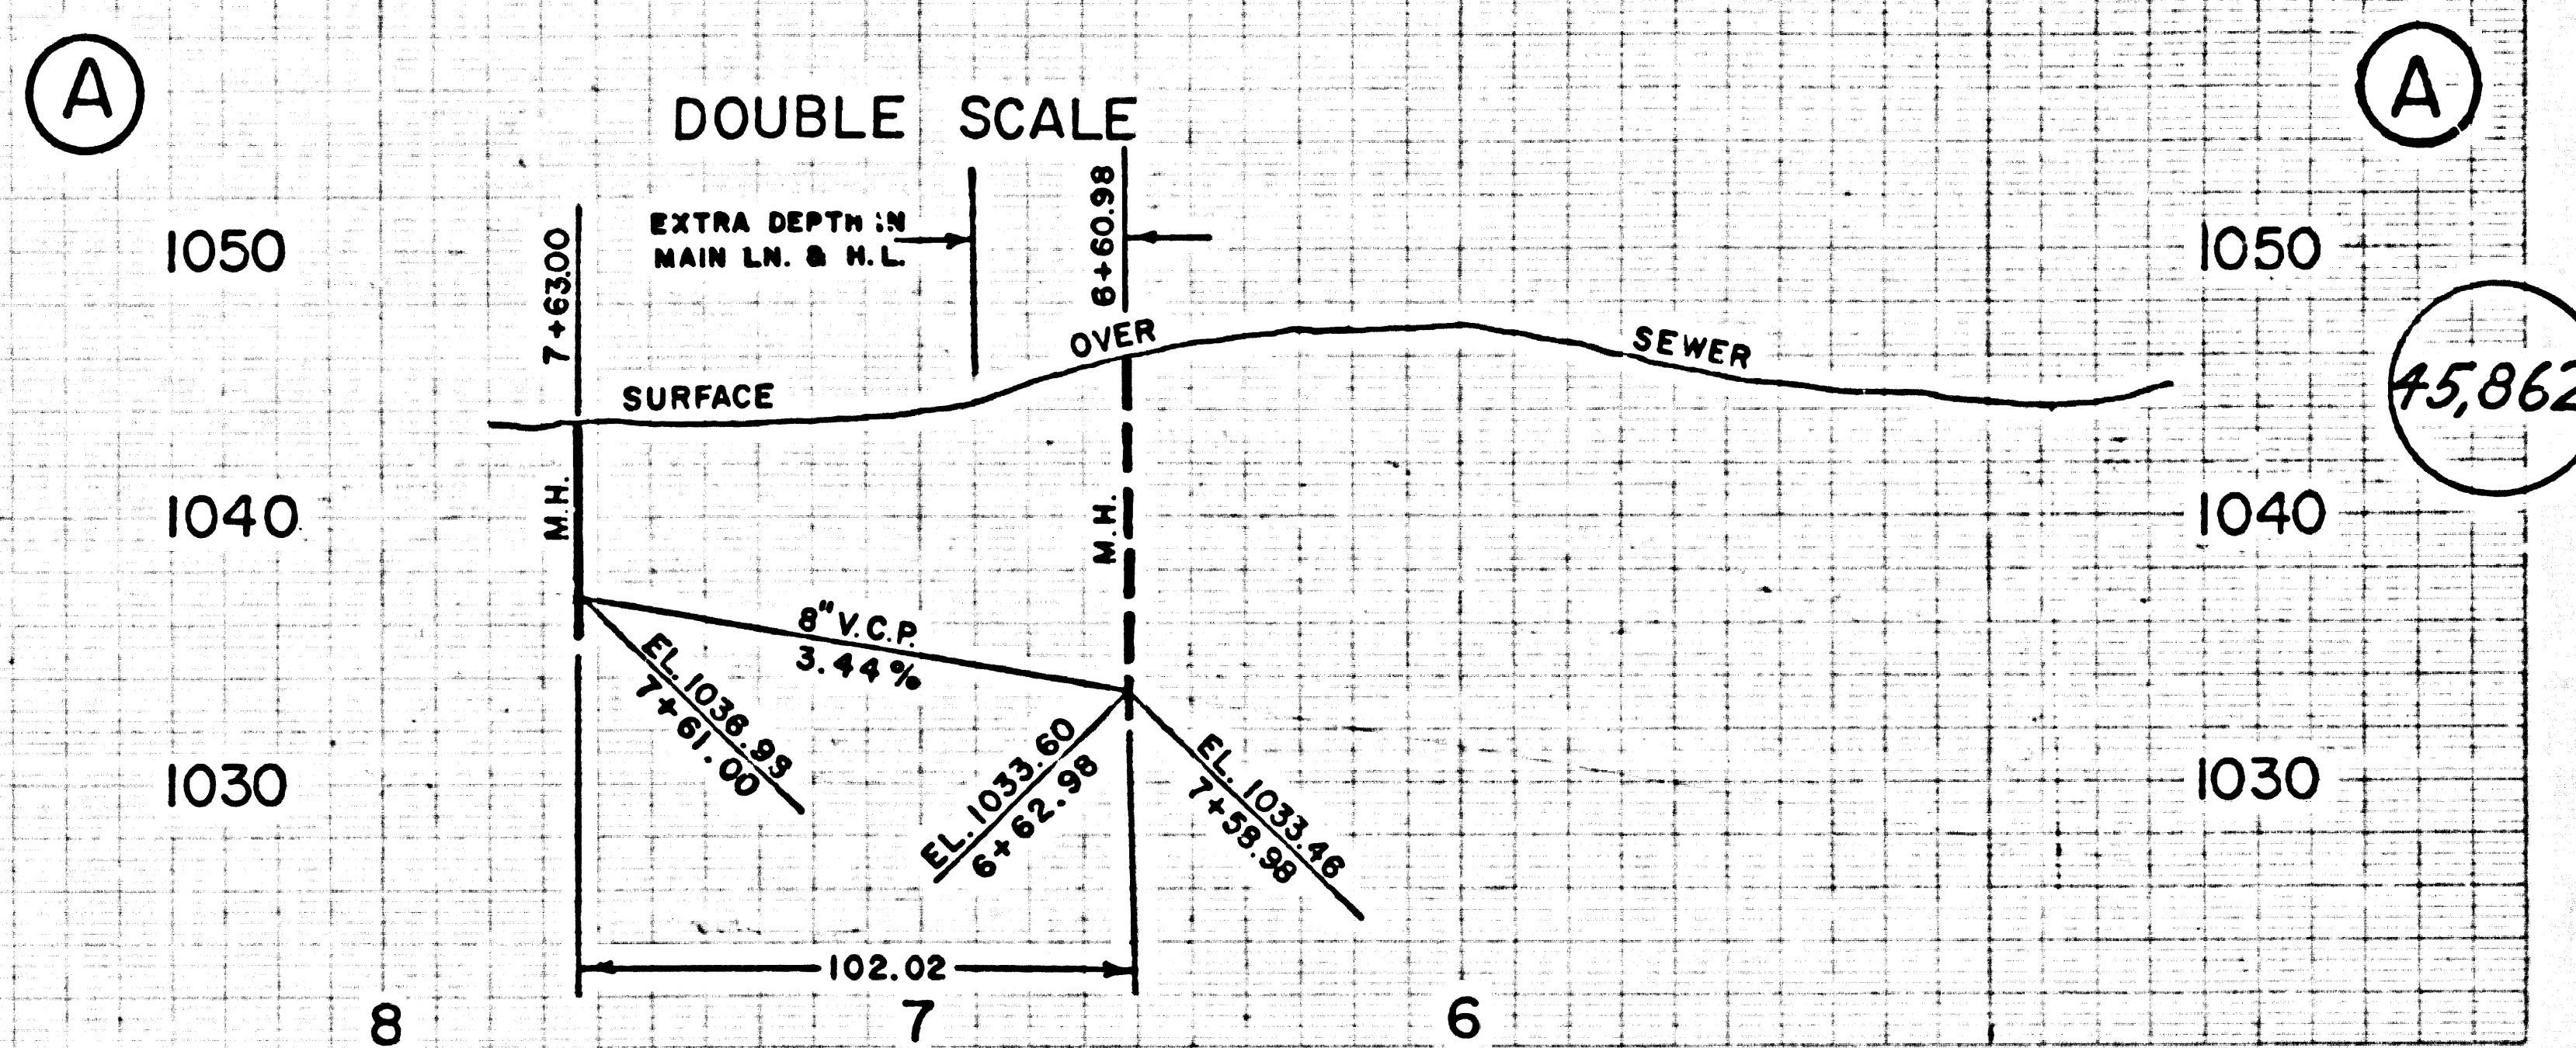 A
A
DOUBLE SCALE
EXTRA DEPTH IN
MAIN LN. & H.L.
7+63.00
6+60.98
1050
1050
45,862
SURFACE
OVER
SEWER
1040
M.H.
M.H.
1040
8" V.C.P.
3.44%
EL. 1036.99
7+61.00
EL. 1033.60
6+62.98
EL. 1033.46
7+58.98
1030
1030
102.02
8
7
6